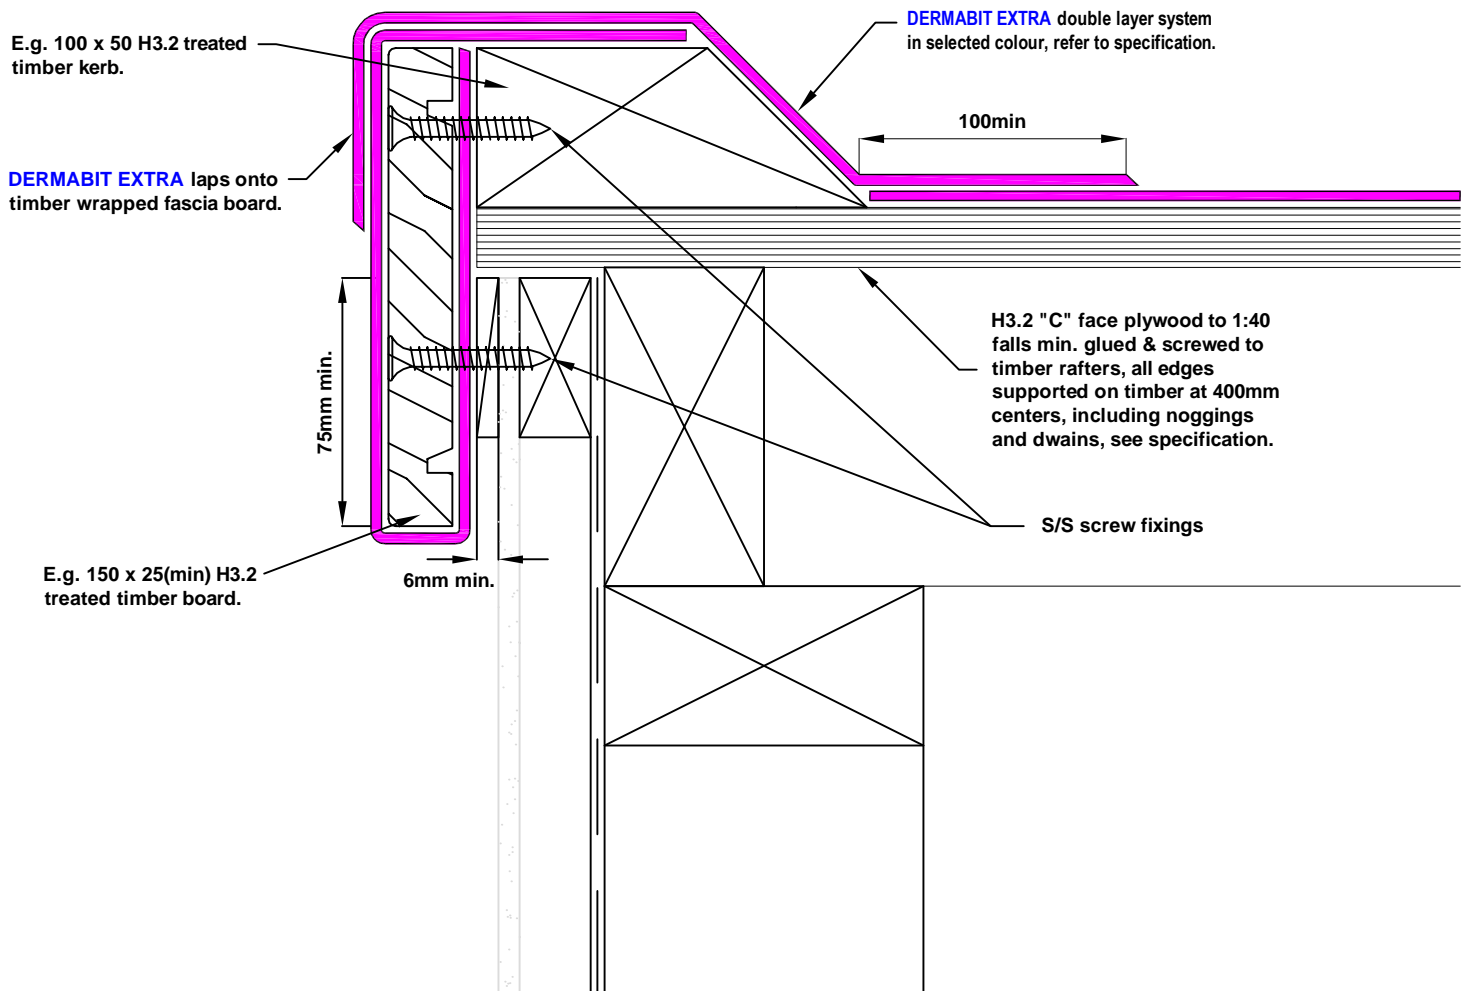 DERMABIT EXTRA double layer system
in selected colour, refer to specification.
E.g. 100 x 50 H3.2 treated
timber kerb.
100min
DERMABIT EXTRA laps onto
timber wrapped fascia board.
H3.2 "C" face plywood to 1:40
falls min. glued & screwed to
timber rafters, all edges
supported on timber at 400mm
centers, including noggings
and dwains, see specification.
75mm min.
S/S screw fixings
6mm min.
E.g. 150 x 25(min) H3.2
treated timber board.